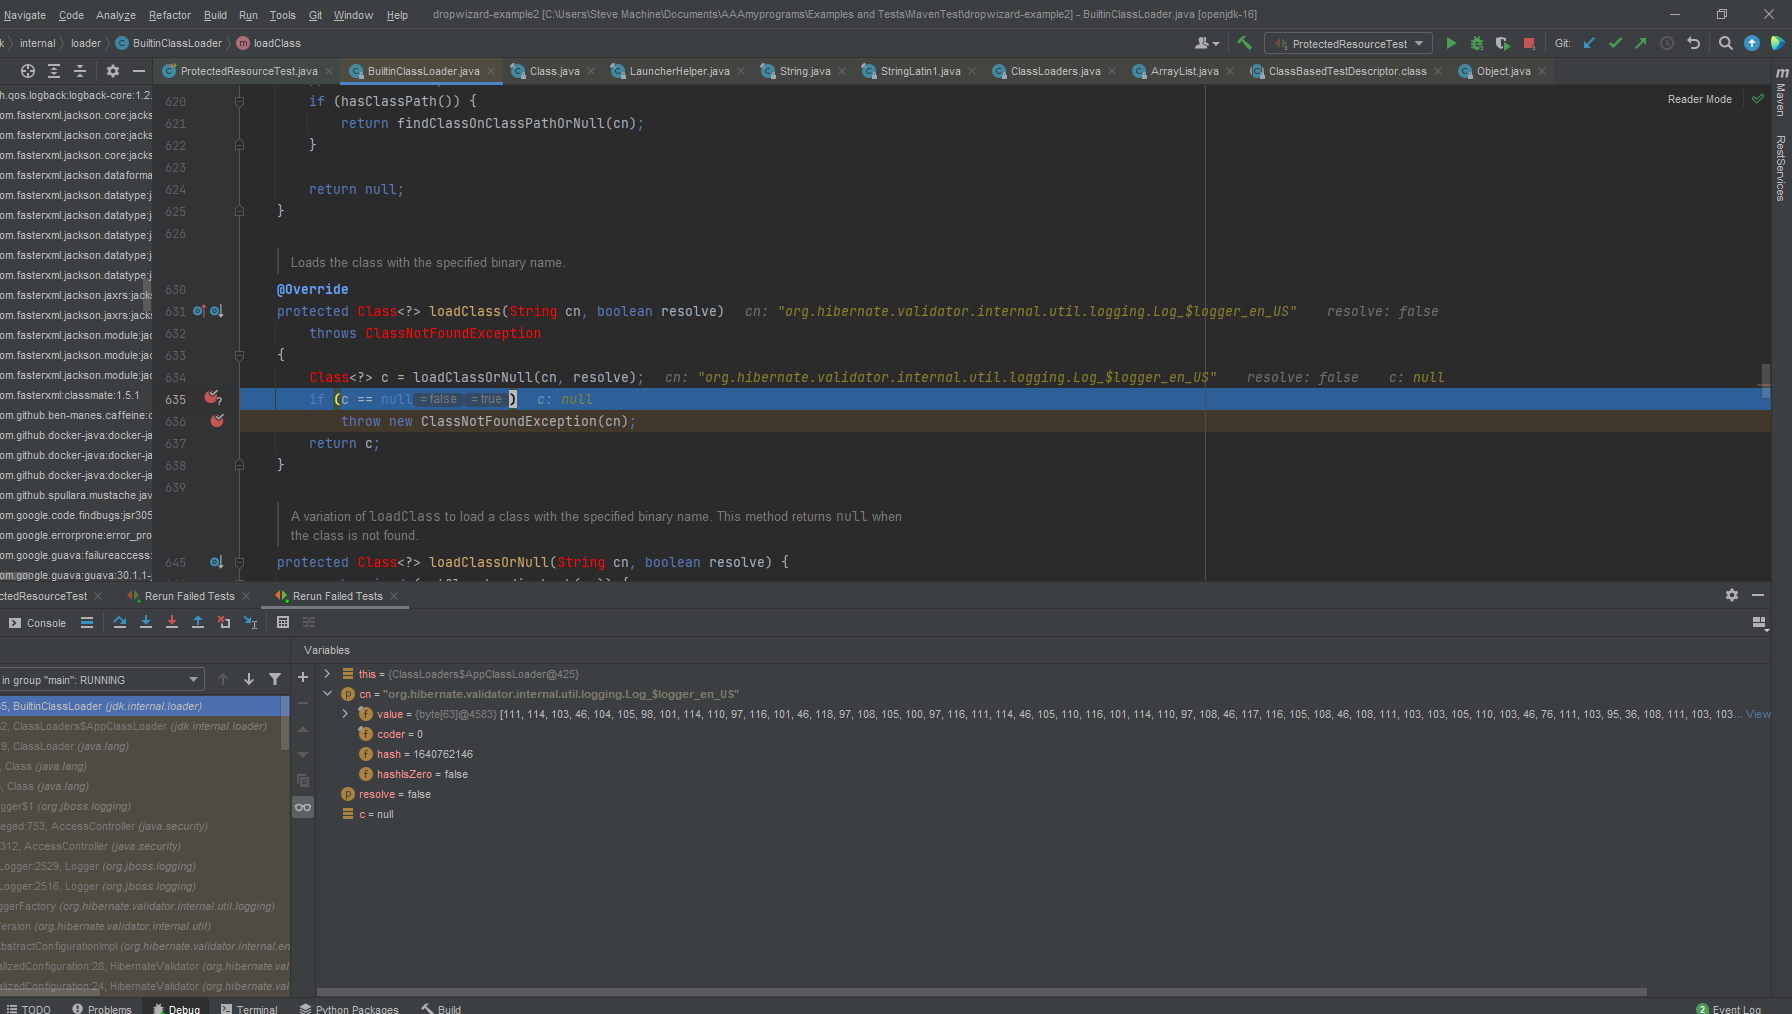 Navigate Code Analyze Refactor Build Run Tools Git Window Help dropwizard-example2 [C:\Users\Steve Machine\Documents\AAAmyprograms\Examples and Tests\MavenTest\dropwizard-example2] - BuiltinClassLoader.java [openjdk-16]
k internal loader BuiltinClassLoader loadClass ProtectedResourceTest Git:
ProtectedResourceTest.java BuiltinClassLoader.java Class.java LauncherHelper.java String.java StringLatin1.java ClassLoaders.java ArrayList.java ClassBasedTestDescriptor.class Object.java
Reader Mode
Maven
RestServices
h.qos.logback:logback-core:1.2.
om.fasterxml.jackson.core:jacks
om.fasterxml.jackson.core:jacks
om.fasterxml.jackson.core:jacks
om.fasterxml.jackson.dataforma
om.fasterxml.jackson.datatype:j
om.fasterxml.jackson.datatype:j
om.fasterxml.jackson.datatype:j
om.fasterxml.jackson.datatype:j
om.fasterxml.jackson.datatype:j
om.fasterxml.jackson.jaxrs:jacks
om.fasterxml.jackson.jaxrs:jacks
om.fasterxml.jackson.module:jac
om.fasterxml.jackson.module:jac
om.fasterxml.jackson.module:jac
om.fasterxml:classmate:1.5.1
om.github.ben-manes.caffeine:c
om.github.docker-java:docker-ja
om.github.docker-java:docker-ja
om.github.docker-java:docker-ja
om.github.spullara.mustache.jav
om.google.code.findbugs:jsr305
om.google.errorprone:error_pro
om.google.guava:failureaccess:
om.google.guava:guava:30.1.1-
620 if (hasClassPath()) {
621 return findClassOnClassPathOrNull(cn);
622 }
623
624 return null;
625 }
626
Loads the class with the specified binary name.
630 @Override
631 protected Class<?> loadClass(String cn, boolean resolve) cn: "org.hibernate.validator.internal.util.logging.Log_$logger_en_US" resolve: false
632 throws ClassNotFoundException
633 {
634 Class<?> c = loadClassOrNull(cn, resolve); cn: "org.hibernate.validator.internal.util.logging.Log_$logger_en_US" resolve: false c: null
635 if (c == null = false = true ) c: null
636 throw new ClassNotFoundException(cn);
637 return c;
638 }
639
A variation of loadClass to load a class with the specified binary name. This method returns null when
the class is not found.
645 protected Class<?> loadClassOrNull(String cn, boolean resolve) {
ctedResourceTest Rerun Failed Tests Rerun Failed Tests
Console
Variables
in group "main": RUNNING
5, BuiltinClassLoader (jdk.internal.loader)
2, ClassLoaders$AppClassLoader (jdk.internal.loader)
9, ClassLoader (java.lang)
, Class (java.lang)
, Class (java.lang)
gger$1 (org.jboss.logging)
eged:753, AccessController (java.security)
312, AccessController (java.security)
Logger:2529, Logger (org.jboss.logging)
Logger:2516, Logger (org.jboss.logging)
ggerFactory (org.hibernate.validator.internal.util.logging)
Version (org.hibernate.validator.internal.util)
bstractConfigurationImpl (org.hibernate.validator.internal.en
alizedConfiguration:28, HibernateValidator (org.hibernate.val
alizedConfiguration:24, HibernateValidator (org.hibernate.val
this = {ClassLoaders$AppClassLoader@425}
cn = "org.hibernate.validator.internal.util.logging.Log_$logger_en_US"
value = {byte[63]@4583} [111, 114, 103, 46, 104, 105, 98, 101, 114, 110, 97, 116, 101, 46, 118, 97, 108, 105, 100, 97, 116, 111, 114, 46, 105, 110, 116, 101, 114, 110, 97, 108, 46, 117, 116, 105, 108, 46, 108, 111, 103, 103, 105, 110, 103, 46, 76, 111, 103, 95, 36, 108, 111, 103, 103... View
coder = 0
hash = 1640762146
hashIsZero = false
resolve = false
c = null
TODO Problems Debug Terminal Python Packages Build 2 Event Log